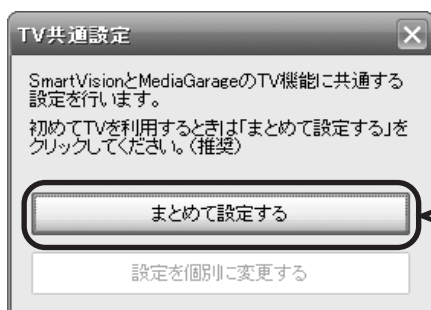 TV共通設定
SmartVisionとMediaGarageのTV機能に共通する
設定を行います。
初めてTVを利用するときは「まとめて設定する」を
クリックしてください。(推奨)
まとめて設定する
設定を個別に変更する